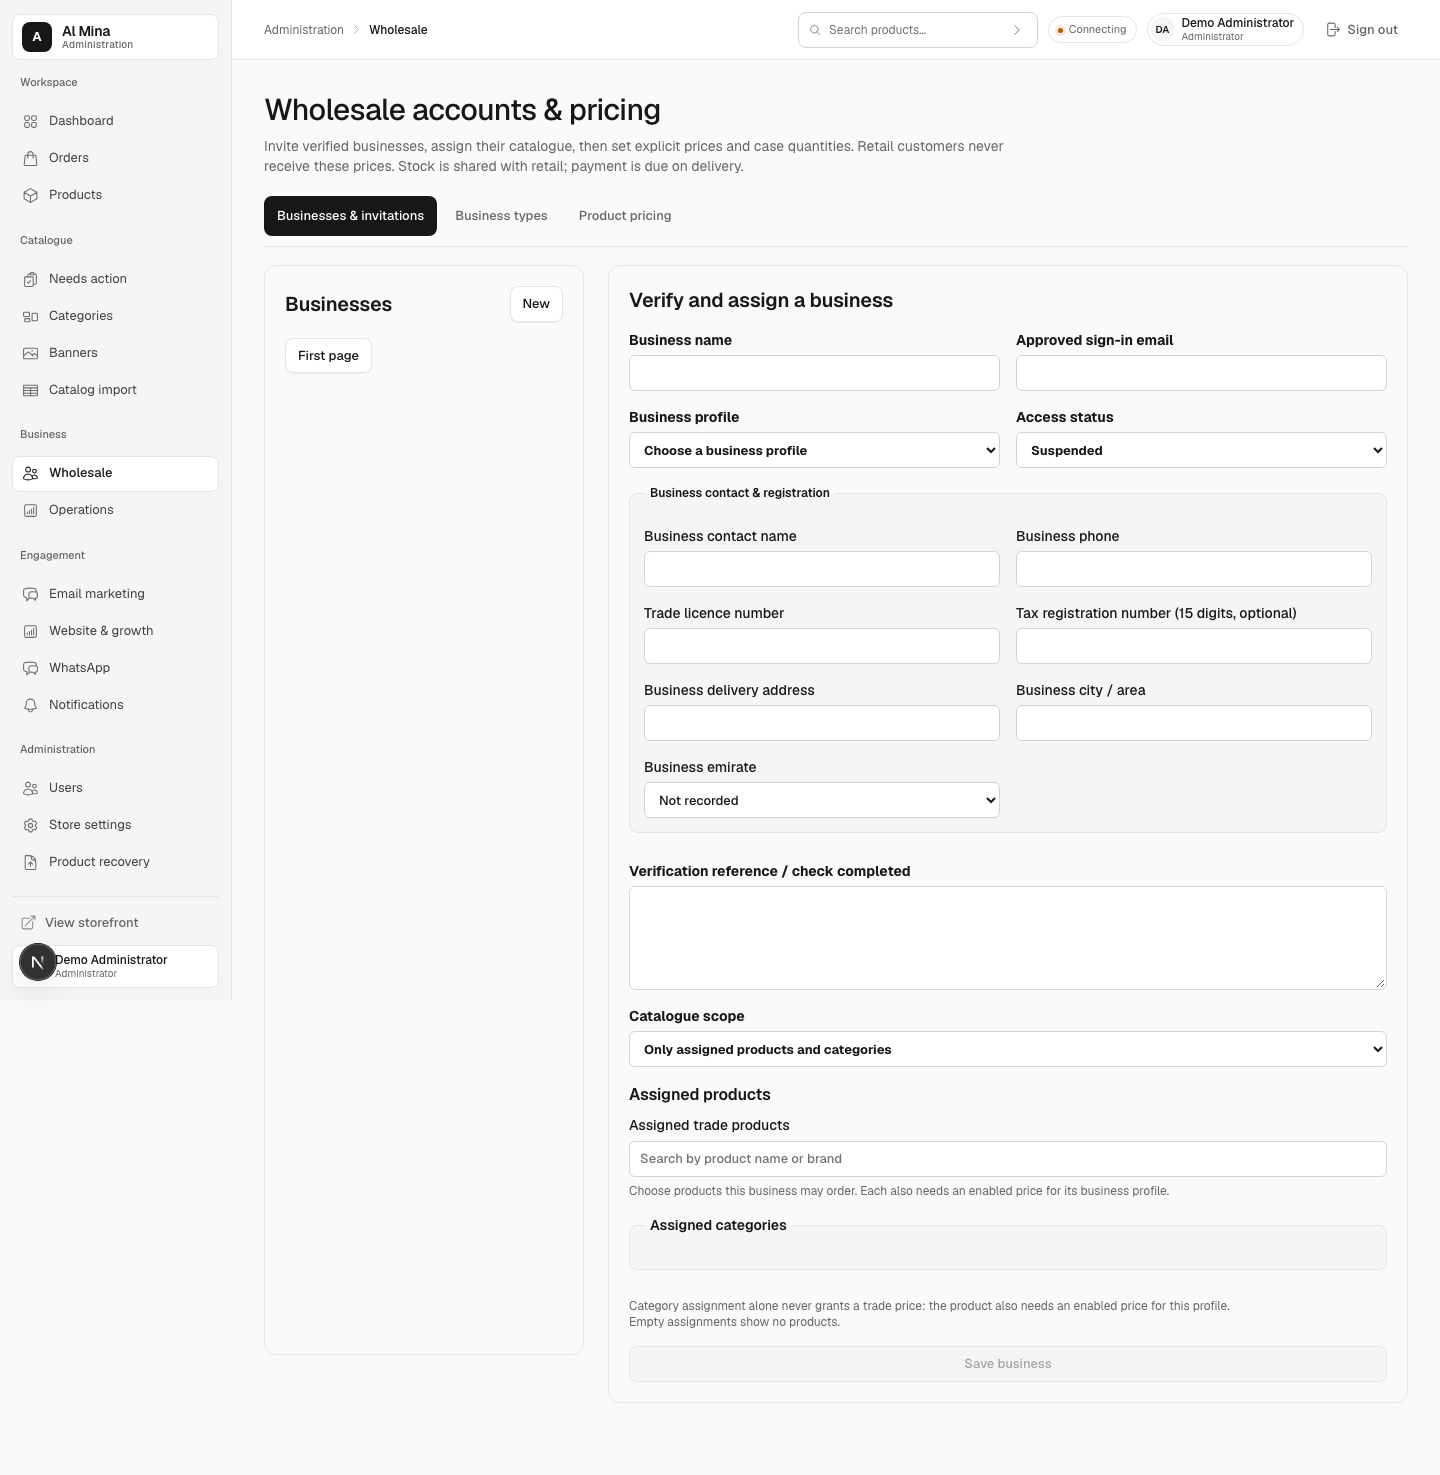 A
Al Mina
Administration
Workspace
Dashboard
Orders
Products
Catalogue
Needs action
Categories
Banners
Catalog import
Business
Wholesale
Operations
Engagement
Email marketing
Website & growth
WhatsApp
Notifications
Administration
Users
Store settings
Product recovery
View storefront
N
Demo Administrator
Administrator
Administration
Wholesale
Search products...
Connecting
DA
Demo Administrator
Administrator
Sign out
Wholesale accounts & pricing
Invite verified businesses, assign their catalogue, then set explicit prices and case quantities. Retail customers never
receive these prices. Stock is shared with retail; payment is due on delivery.
Businesses & invitations
Business types
Product pricing
Businesses
New
First page
Verify and assign a business
Business name
Approved sign-in email
Business profile
Access status
Choose a business profile
Suspended
Business contact & registration
Business contact name
Business phone
Trade licence number
Tax registration number (15 digits, optional)
Business delivery address
Business city / area
Business emirate
Not recorded
Verification reference / check completed
Catalogue scope
Only assigned products and categories
Assigned products
Assigned trade products
Search by product name or brand
Choose products this business may order. Each also needs an enabled price for its business profile.
Assigned categories
Category assignment alone never grants a trade price: the product also needs an enabled price for this profile.
Empty assignments show no products.
Save business